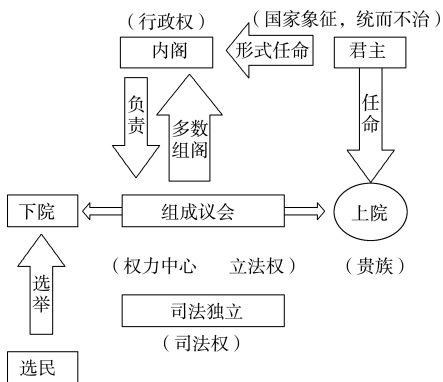 (行政权)
(国家象征，统而不治)
内阁
形式任命
君主
负责
多数
组阁
任命
下院
组成议会
上院
(权力中心 立法权)
(贵族)
选举
司法独立
(司法权)
选民